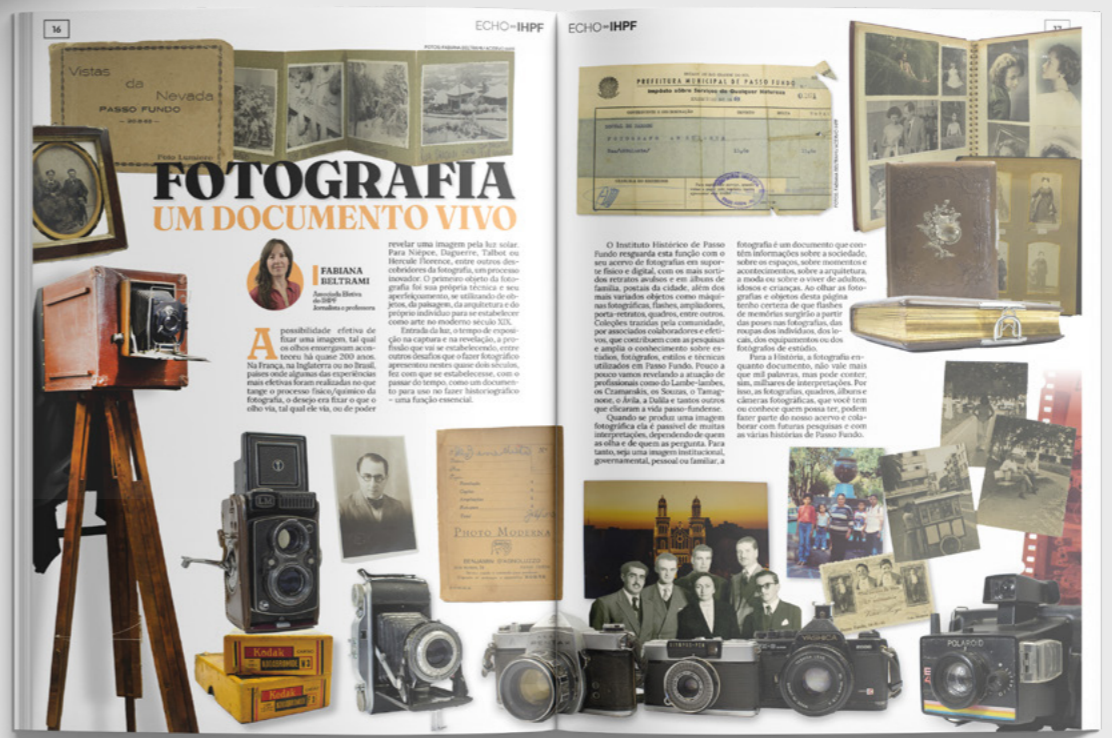 16
ECHO DO IHPF
ECHO DO IHPF
Vistas
da
Nevada
PASSO FUNDO
FOTOGRAFIA
UM DOCUMENTO VIVO
FABIANA
BELTRAMI
Associada Efetiva
do IHPF
Jornalista e professora
A possibilidade efetiva de
fixar uma imagem, tal qual
os olhos enxergavam acon-
teceu há quase 200 anos.
Na França, na Inglaterra ou no Brasil,
países onde algumas das experiências
mais efetivas foram realizadas no que
tange o processo físico/químico da
fotografia, o desejo era fixar o que o
olho via, tal qual ele via, ou de poder
revelar uma imagem pela luz solar.
Para Niépce, Daguerre, Talbot ou
Hercule Florence, entre outros des-
cobridores da fotografia, um processo
inovador. O primeiro objeto da foto-
grafia foi sua própria técnica e seu
aperfeiçoamento, se utilizando de ob-
jetos, da paisagem, da arquitetura e do
próprio indivíduo para se estabelecer
como arte no moderno século XIX.
Entrada da luz, o tempo de exposi-
ção na captura e na revelação, a pro-
fissão que vai se estabelecendo, entre
outros desafios que o fazer fotográfico
apresentou nestes quase dois séculos,
fez com que se estabelecesse, com o
passar do tempo, como um documen-
to para uso no fazer historiográfico
– uma função essencial.
PREFEITURA MUNICIPAL DE PASSO FUNDO
Imposto sôbre Serviços de Qualquer Natureza
O Instituto Histórico de Passo
Fundo resguarda esta função com o
seu acervo de fotografias em supor-
te físico e digital, com os mais sorti-
dos retratos avulsos e em álbuns de
família, postais da cidade, além dos
mais variados objetos como máqui-
nas fotográficas, flashes, ampliadores,
porta-retratos, quadros, entre outros.
Coleções trazidas pela comunidade,
por associados colaboradores e efeti-
vos, que contribuem com as pesquisas
e amplia o conhecimento sobre es-
túdios, fotógrafos, estilos e técnicas
utilizados em Passo Fundo. Pouco a
pouco vamos revelando a atuação de
profissionais como do Lambe-lambes,
os Czamanskis, os Souzas, o Tamag-
none, o Ávila, a Dalila e tantos outros
que clicaram a vida passo-fundense.
Quando se produz uma imagem
fotográfica ela é passível de muitas
interpretações, dependendo de quem
as olha e de quem as pergunta. Para
tanto, seja uma imagem institucional,
governamental, pessoal ou familiar, a
fotografia é um documento que con-
têm informações sobre a sociedade,
sobre os espaços, sobre momentos e
acontecimentos, sobre a arquitetura,
a moda ou sobre o viver de adultos,
idosos e crianças. Ao olhar as foto-
grafias e objetos desta página
tenho certeza de que flashes
de memórias surgirão a partir
das poses nas fotografias, das
roupas dos indivíduos, dos lo-
cais, dos equipamentos ou dos
fotógrafos de estúdio.
Para a História, a fotografia en-
quanto documento, não vale mais
que mil palavras, mas pode conter,
sim, milhares de interpretações. Por
isso, as fotografias, quadros, álbuns e
câmeras fotográficas, que você tem
ou conhece quem possa ter, podem
fazer parte do nosso acervo e cola-
borar com futuras pesquisas e com
as várias histórias de Passo Fundo.
PHOTO MODERNA
Kodak
Kodak
YASHICA
POLAROID